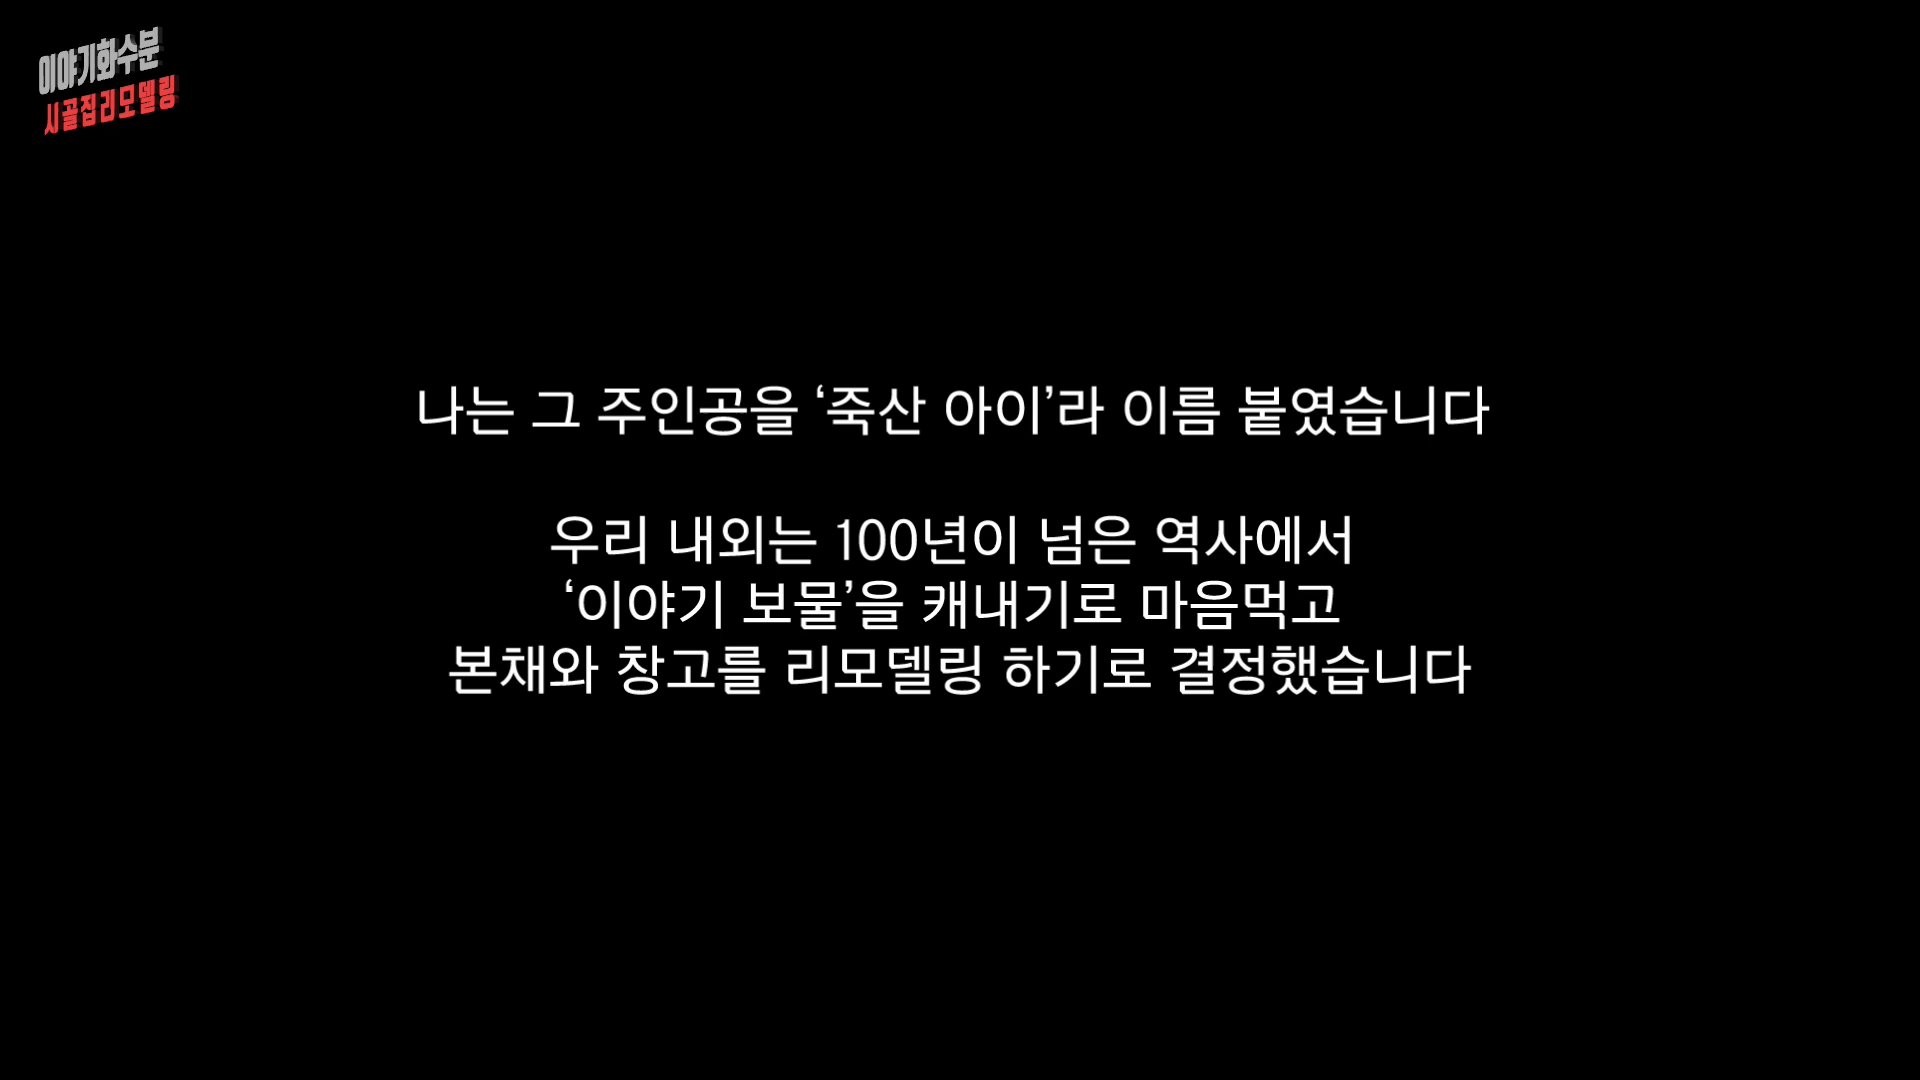 이야기화수분
시골집리모델링
나는 그 주인공을 ‘죽산 아이’라 이름 붙였습니다
우리 내외는 100년이 넘은 역사에서
‘이야기 보물’을 캐내기로 마음먹고
본채와 창고를 리모델링 하기로 결정했습니다